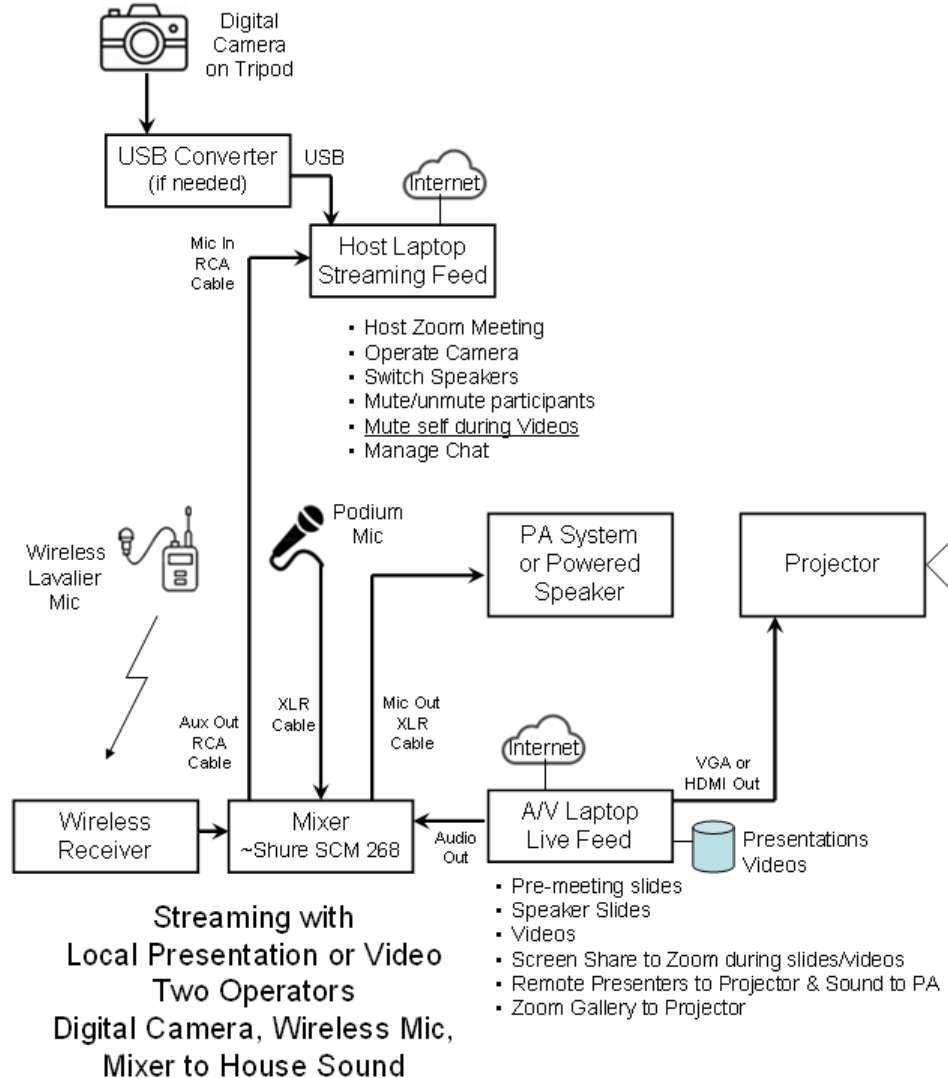 Digital
Camera
on Tripod
USB Converter
(if needed)
USB
Internet
Mic In
RCA
Cable
Host Laptop
Streaming Feed
▪ Host Zoom Meeting
▪ Operate Camera
▪ Switch Speakers
▪ Mute/unmute participants
▪ Mute self during Videos
▪ Manage Chat
Wireless
Lavalier
Mic
Podium
Mic
PA System
or Powered
Speaker
Projector
Aux Out
RCA
Cable
XLR
Cable
Mic Out
XLR
Cable
Internet
VGA or
HDMI Out
Wireless
Receiver
Mixer
~Shure SCM 268
Audio
Out
A/V Laptop
Live Feed
Presentations
Videos
▪ Pre-meeting slides
▪ Speaker Slides
▪ Videos
▪ Screen Share to Zoom during slides/videos
▪ Remote Presenters to Projector & Sound to PA
▪ Zoom Gallery to Projector
Streaming with
Local Presentation or Video
Two Operators
Digital Camera, Wireless Mic,
Mixer to House Sound